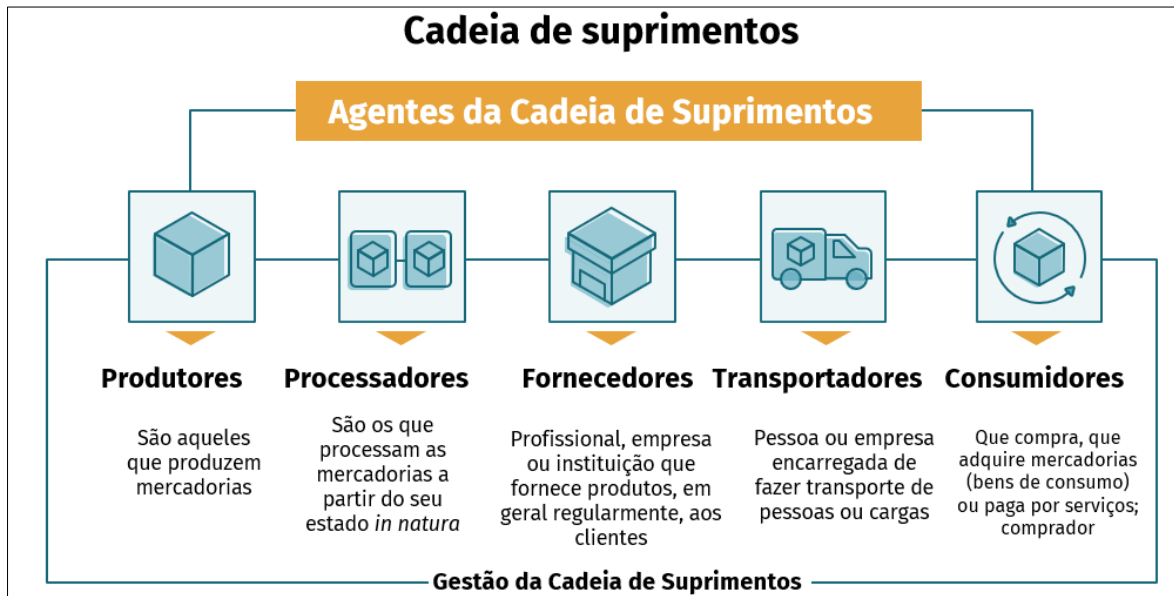 Cadeia de suprimentos
Agentes da Cadeia de Suprimentos
Produtores
São aqueles
que produzem
mercadorias
Processadores
São os que
processam as
mercadorias a
partir do seu
estado in natura
Fornecedores
Profissional, empresa
ou instituição que
fornece produtos, em
geral regularmente, aos
clientes
Transportadores
Pessoa ou empresa
encarregada de
fazer transporte de
pessoas ou cargas
Consumidores
Que compra, que
adquire mercadorias
(bens de consumo)
ou paga por serviços;
comprador
Gestão da Cadeia de Suprimentos